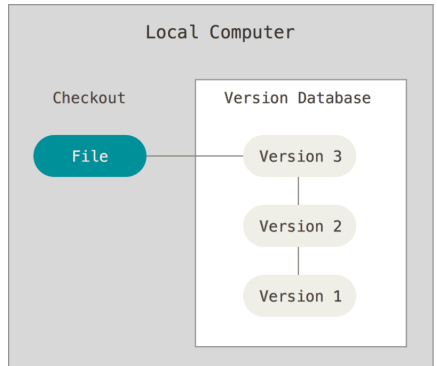 Local Computer
Checkout
Version Database
File
Version 3
Version 2
Version 1